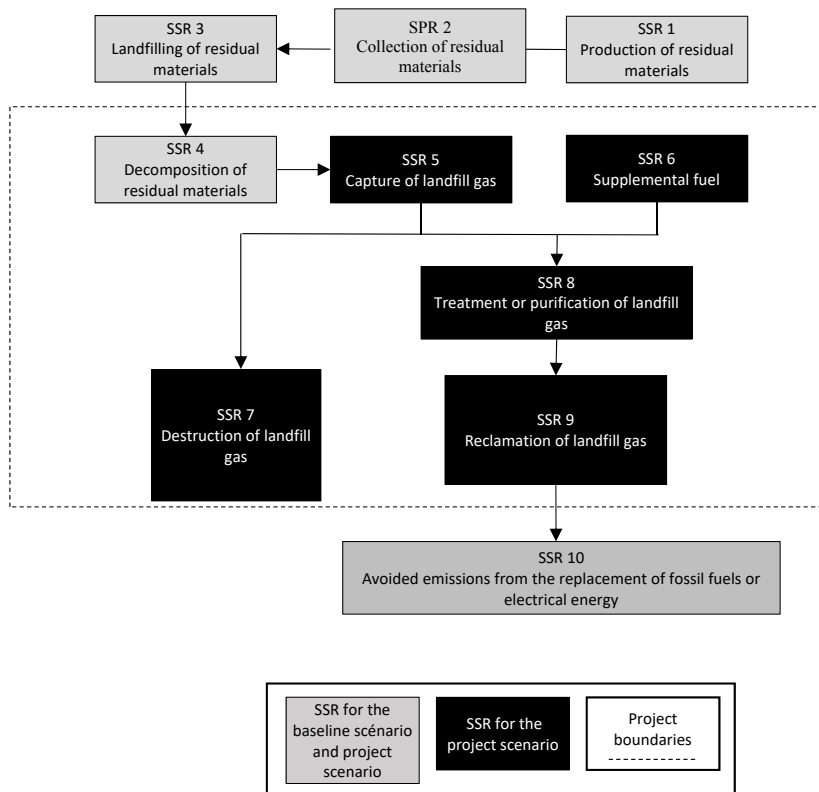 SSR 3
Landfilling of residual
materials
SPR 2
Collection of residual
materials
SSR 1
Production of residual
materials
SSR 4
Decomposition of
residual materials
SSR 5
Capture of landfill gas
SSR 6
Supplemental fuel
SSR 8
Treatment or purification of landfill
gas
SSR 7
Destruction of landfill
gas
SSR 9
Reclamation of landfill gas
SSR 10
Avoided emissions from the replacement of fossil fuels or
electrical energy
SSR for the
baseline scénario
and project
scenario
SSR for the
project scenario
Project
boundaries